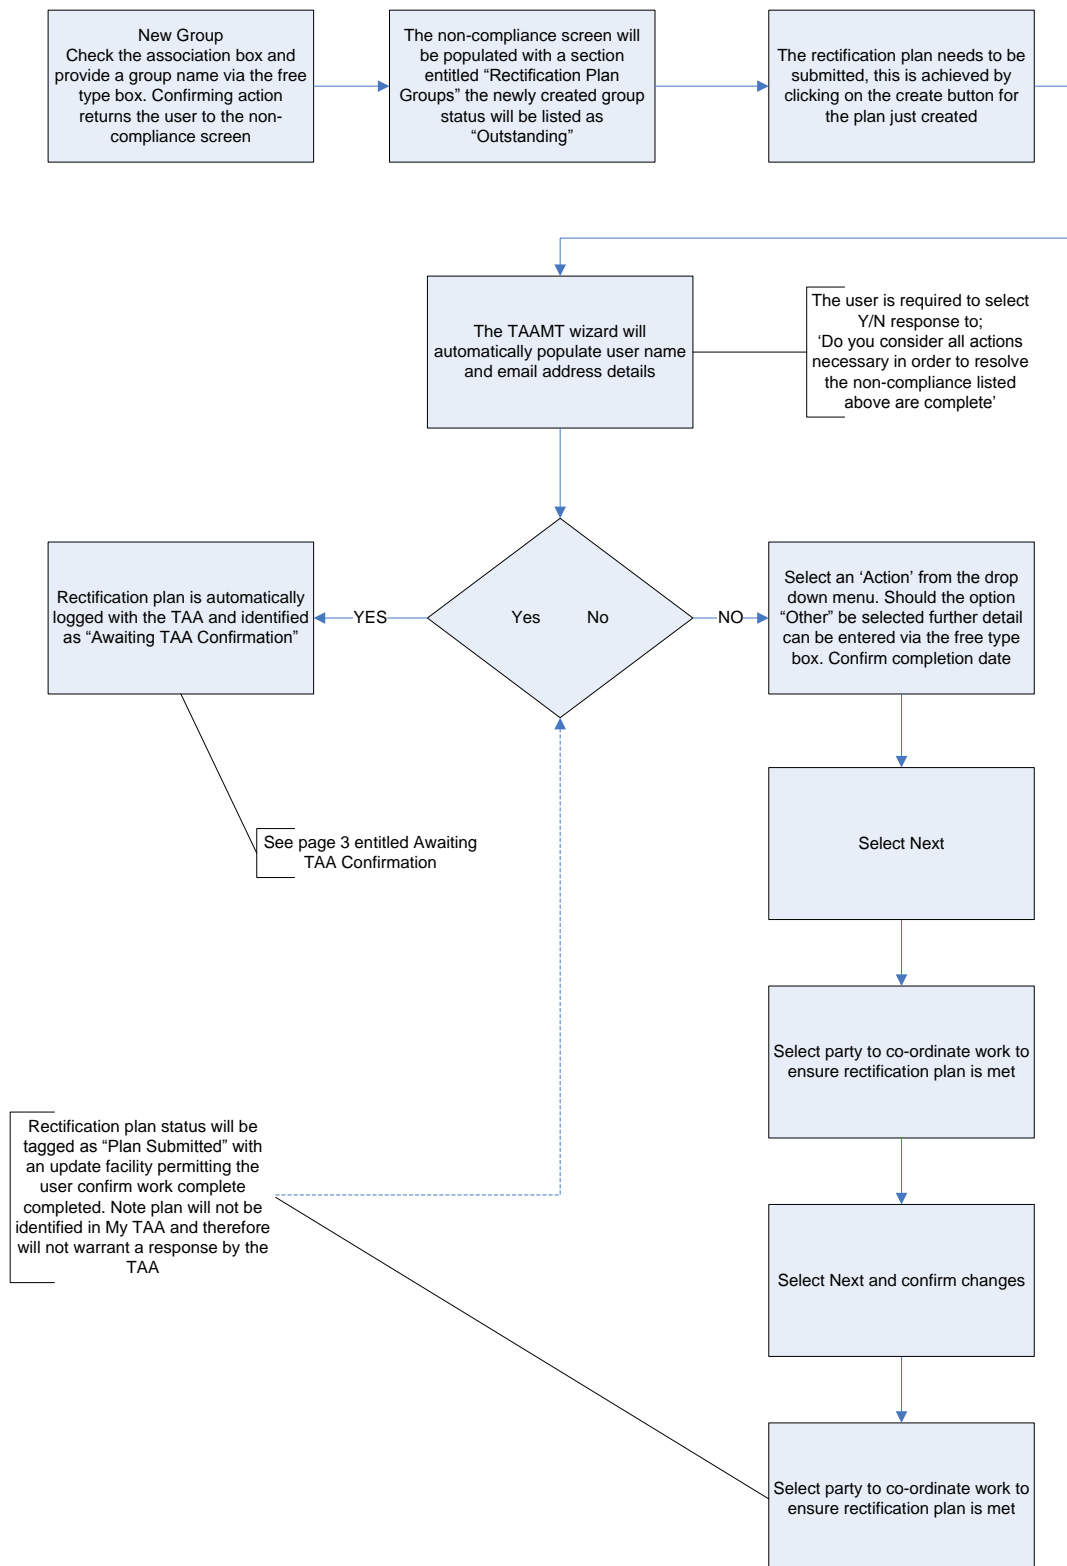 New Group
Check the association box and
provide a group name via the free
type box. Confirming action
returns the user to the non-
compliance screen
The non-compliance screen will
be populated with a section
entitled “Rectification Plan
Groups” the newly created group
status will be listed as
“Outstanding”
The rectification plan needs to be
submitted, this is achieved by
clicking on the create button for
the plan just created
The TAAMT wizard will
automatically populate user name
and email address details
The user is required to select
Y/N response to;
‘Do you consider all actions
necessary in order to resolve
the non-compliance listed
above are complete’
Rectification plan is automatically
logged with the TAA and identified
as “Awaiting TAA Confirmation”
YES
Yes No
NO
Select an ‘Action’ from the drop
down menu. Should the option
“Other” be selected further detail
can be entered via the free type
box. Confirm completion date
See page 3 entitled Awaiting
TAA Confirmation
Select Next
Select party to co-ordinate work to
ensure rectification plan is met
Rectification plan status will be
tagged as “Plan Submitted” with
an update facility permitting the
user confirm work complete
completed. Note plan will not be
identified in My TAA and therefore
will not warrant a response by the
TAA
Select Next and confirm changes
Select party to co-ordinate work to
ensure rectification plan is met